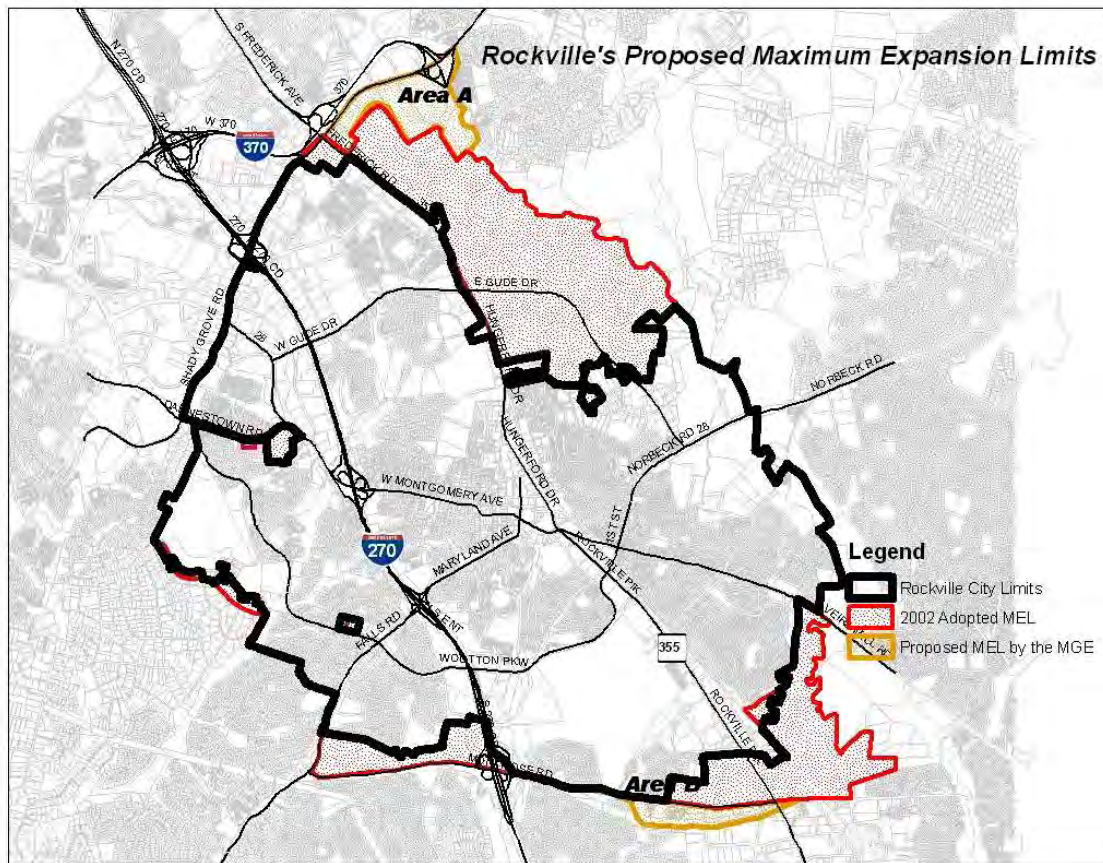 Rockville's Proposed Maximum Expansion Limits
N 270 CD
S FREDERICK AVE
370
Area A
W 370
370
270
FREDERICK RD
270 CD
SHADY GROVE RD
E GUDE DR
28
W GUDE DR
HUNGERFORD DR
DARNESTOWN RD
NORBECK RD
NORBECK RD 28
W MONTGOMERY AVE
HUNGERFORD DR
1ST ST
270
MARYLAND AVE
ROCKVILLE PIK
FALLS RD
WOOTTON PKW
355
ROCKVILLE
Legend
Rockville City Limits
2002 Adopted MEL
Proposed MEL by the MGE